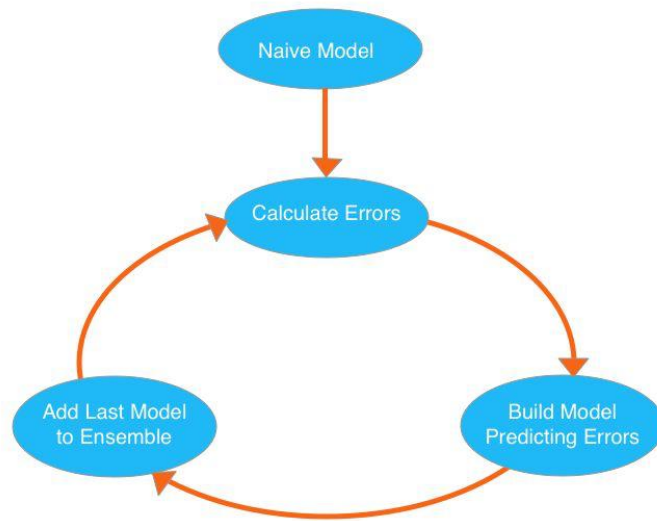 Naive Model
Calculate Errors
Add Last Model
to Ensemble
Build Model
Predicting Errors